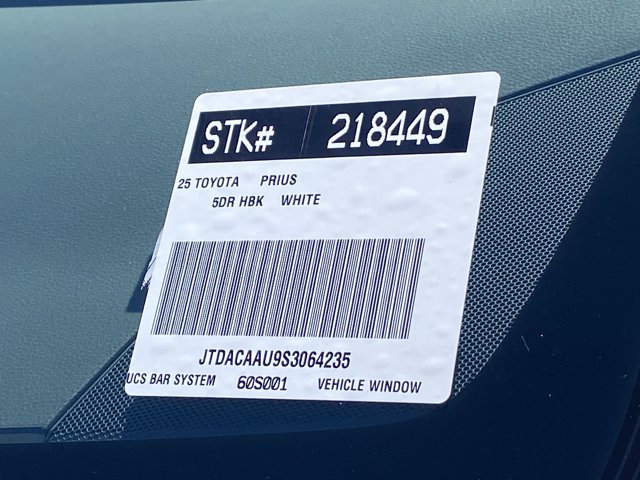 STK# 218449
25 TOYOTA PRIUS
5DR HBK WHITE
JTDACAAU9S3064235
UCS BAR SYSTEM 60S001 VEHICLE WINDOW